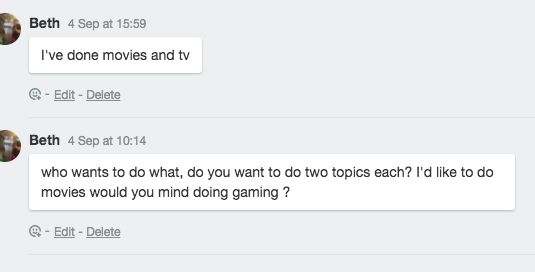 Beth 4 Sep at 15:59
I've done movies and tv
- Edit - Delete
Beth 4 Sep at 10:14
who wants to do what, do you want to do two topics each? I'd like to do
movies would you mind doing gaming ?
- Edit - Delete